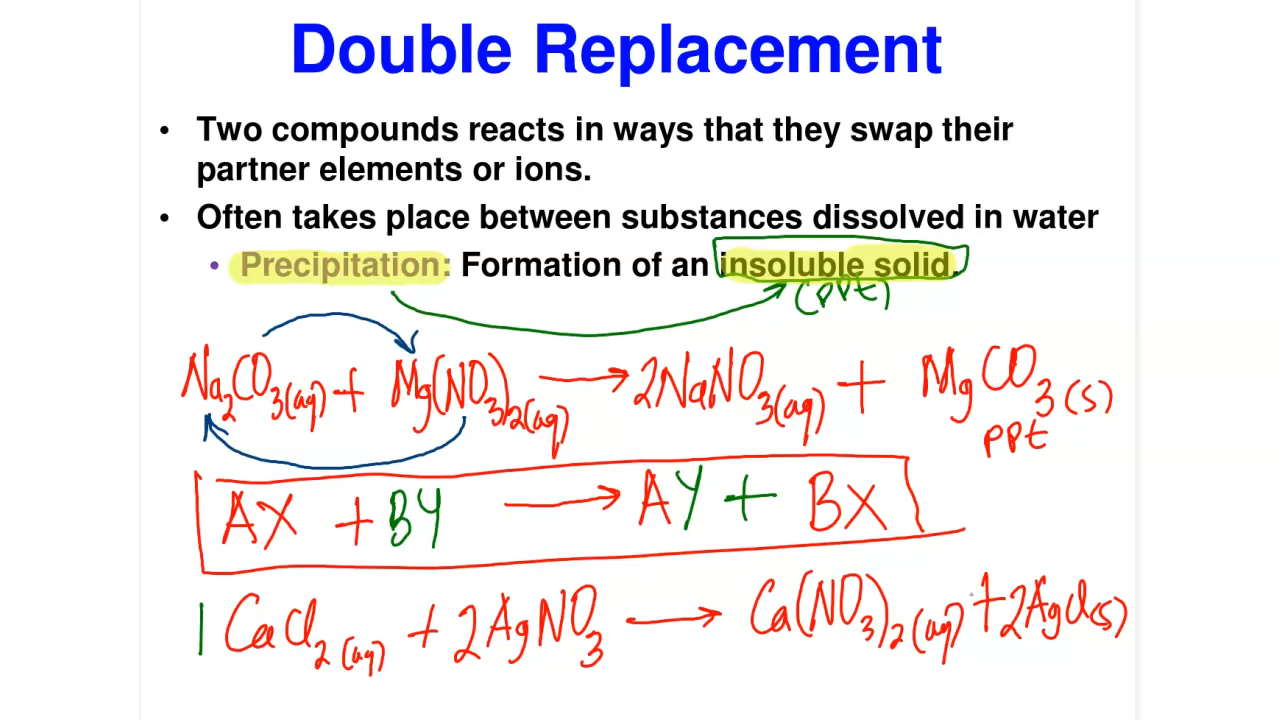 Double Replacement
• Two compounds reacts in ways that they swap their
partner elements or ions.
• Often takes place between substances dissolved in water
• Precipitation: Formation of an insoluble solid.
(PPt)
Na₂CO₃(aq) + Mg(NO₃)₂(aq) → 2NaNO₃(aq) + MgCO₃(s)
PPt
AX + BY → AY + BX
1 CaCl₂(aq) + 2AgNO₃ → Ca(NO₃)₂(aq) + 2AgCl(s)